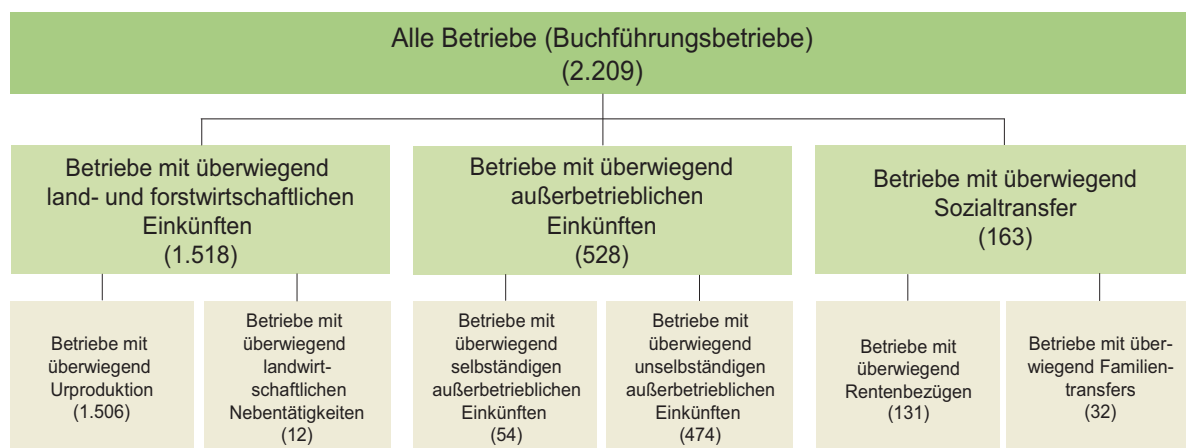 Alle Betriebe (Buchführungsbetriebe)
(2.209)
Betriebe mit überwiegend
land- und forstwirtschaftlichen
Einkünften
(1.518)
Betriebe mit überwiegend
außerbetrieblichen
Einkünften
(528)
Betriebe mit überwiegend
Sozialtransfer
(163)
Betriebe mit
überwiegend
Urproduktion
(1.506)
Betriebe mit
überwiegend
landwirt-
schaftlichen
Nebentätigkeiten
(12)
Betriebe mit
überwiegend
selbständigen
außerbetrieblichen
Einkünften
(54)
Betriebe mit
überwiegend
unselbständigen
außerbetrieblichen
Einkünften
(474)
Betriebe mit
überwiegend
Rentenbezügen
(131)
Betriebe mit über-
wiegend Familien-
transfers
(32)